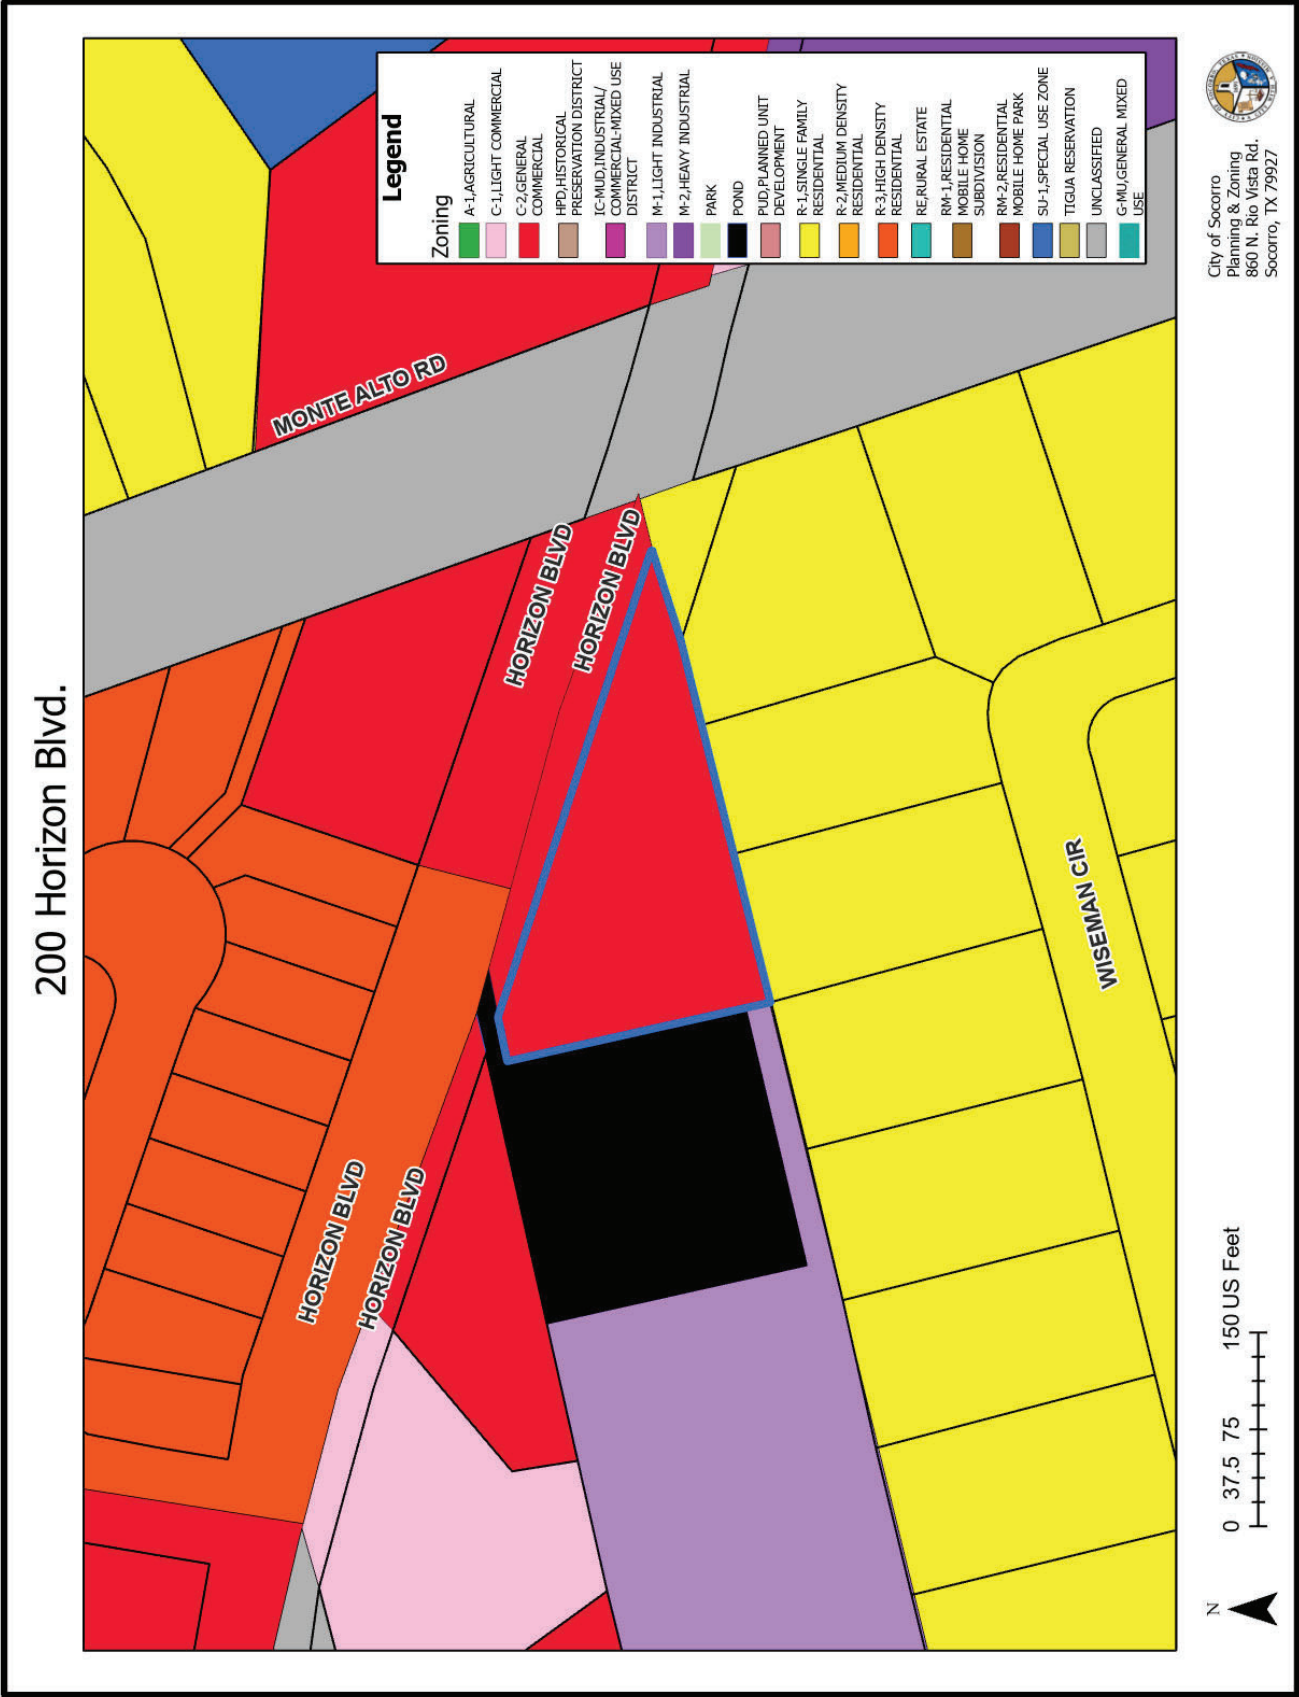 200 Horizon Blvd.
MONTE ALTO RD
HORIZON BLVD
HORIZON BLVD
HORIZON BLVD
HORIZON BLVD
WISEMAN CIR
Legend
Zoning
A-1,AGRICULTURAL
C-1,LIGHT COMMERCIAL
C-2,GENERAL
COMMERCIAL
HPD,HISTORICAL
PRESERVATION DISTRICT
IC-MUD,INDUSTRIAL/
COMMERCIAL-MIXED USE
DISTRICT
M-1,LIGHT INDUSTRIAL
M-2,HEAVY INDUSTRIAL
PARK
POND
PUD,PLANNED UNIT
DEVELOPMENT
R-1,SINGLE FAMILY
RESIDENTIAL
R-2,MEDIUM DENSITY
RESIDENTIAL
R-3,HIGH DENSITY
RESIDENTIAL
RE,RURAL ESTATE
RM-1,RESIDENTIAL
MOBILE HOME
SUBDIVISION
RM-2,RESIDENTIAL
MOBILE HOME PARK
SU-1,SPECIAL USE ZONE
TIGUA RESERVATION
UNCLASSIFIED
G-MU,GENERAL MIXED
USE
N
0 37.5 75 150 US Feet
City of Socorro
Planning & Zoning
860 N. Rio Vista Rd.
Socorro, TX 79927